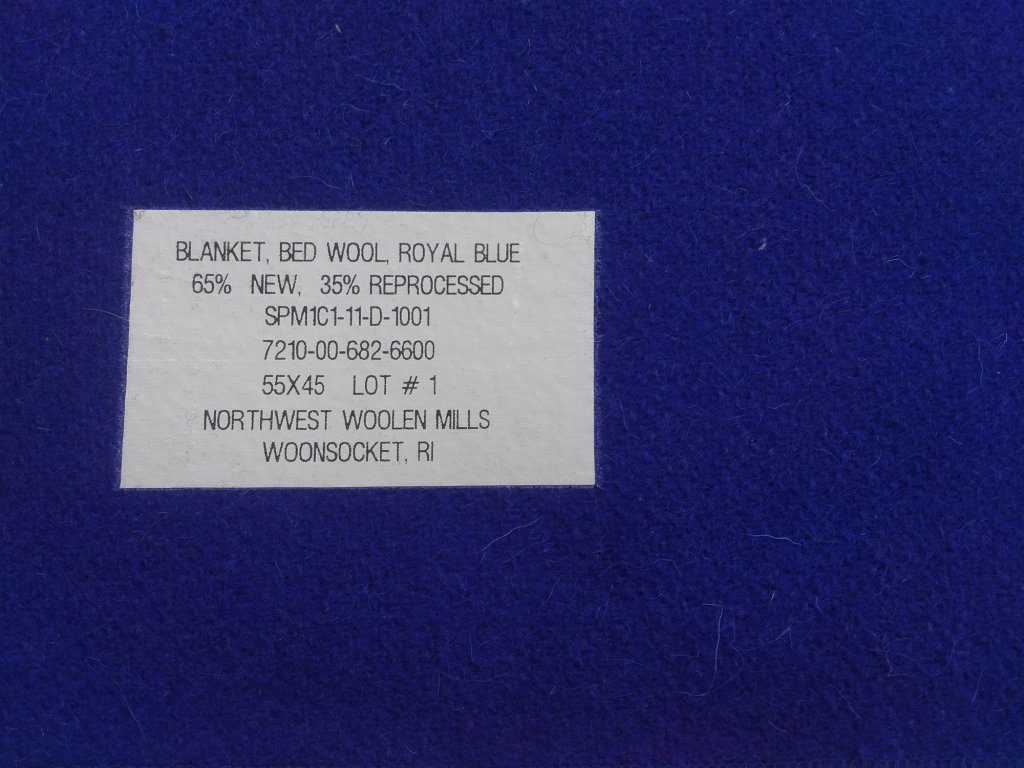 BLANKET, BED WOOL, ROYAL BLUE
65% NEW, 35% REPROCESSED
SPM1C1-11-D-1001
7210-00-682-6600
55X45 LOT # 1
NORTHWEST WOOLEN MILLS
WOONSOCKET, RI